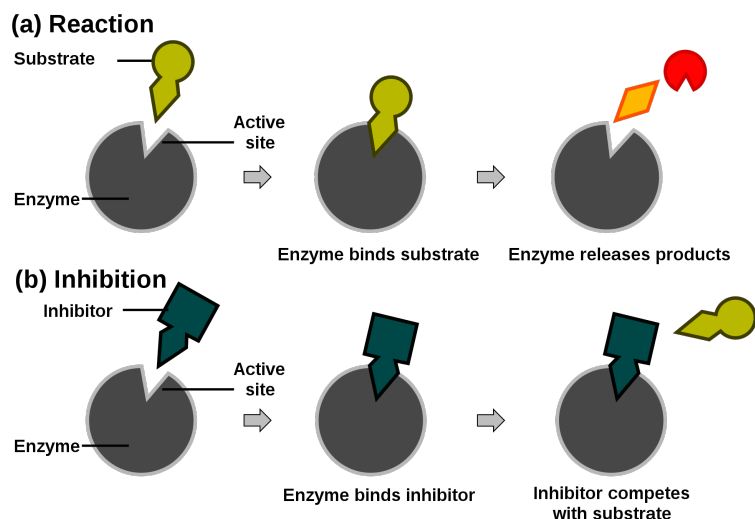 (a) Reaction
Substrate
Active
site
Enzyme
Enzyme binds substrate
Enzyme releases products
(b) Inhibition
Inhibitor
Active
site
Enzyme
Enzyme binds inhibitor
Inhibitor competes
with substrate